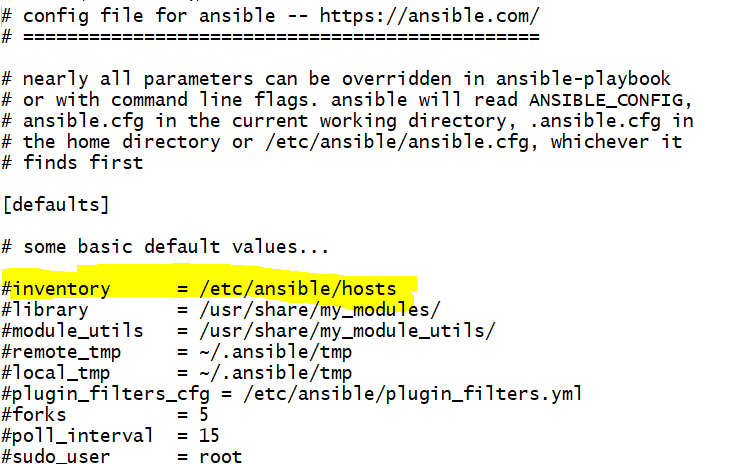 # config file for ansible -- https://ansible.com/
# ===============================================
# nearly all parameters can be overridden in ansible-playbook
# or with command line flags. ansible will read ANSIBLE_CONFIG,
# ansible.cfg in the current working directory, .ansible.cfg in
# the home directory or /etc/ansible/ansible.cfg, whichever it
# finds first
[defaults]
# some basic default values...
#inventory      = /etc/ansible/hosts
#library        = /usr/share/my_modules/
#module_utils   = /usr/share/my_module_utils/
#remote_tmp     = ~/.ansible/tmp
#local_tmp      = ~/.ansible/tmp
#plugin_filters_cfg = /etc/ansible/plugin_filters.yml
#forks          = 5
#poll_interval  = 15
#sudo_user      = root